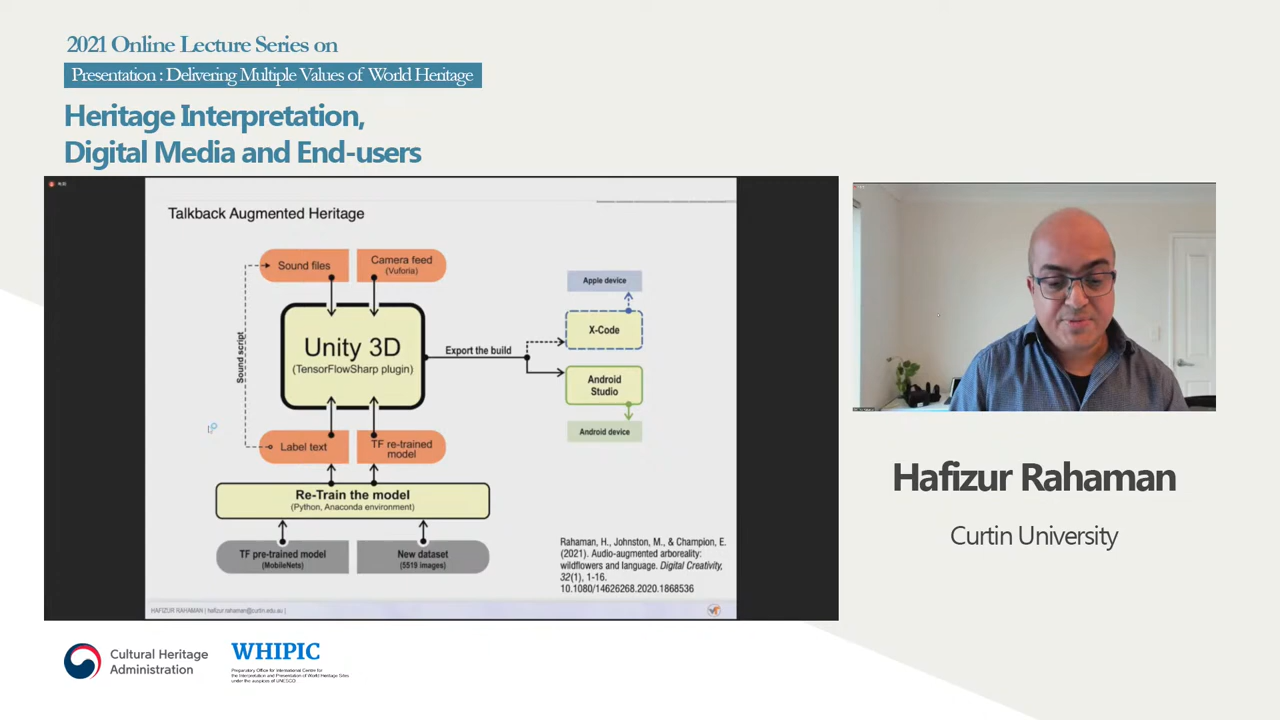 2021 Online Lecture Series on
Presentation : Delivering Multiple Values of World Heritage
Heritage Interpretation,
Digital Media and End-users
Talkback Augmented Heritage
Sound files
Camera feed
(Vuforia)
Sound script
Unity 3D
(TensorFlowSharp plugin)
Export the build
Apple device
X-Code
Android
Studio
Android device
Label text
TF re-trained
model
Re-Train the model
(Python, Anaconda environment)
TF pre-trained model
(MobileNets)
New dataset
(5519 images)
Rahaman, H., Johnston, M., & Champion, E.
(2021). Audio-augmented arboreality:
wildflowers and language. Digital Creativity,
32(1), 1-16.
10.1080/14626268.2020.1868536
HAFIZUR RAHAMAN | hafizur.rahaman@curtin.edu.au |
Hafizur Rahaman
Curtin University
Cultural Heritage
Administration
WHIPIC
Preparatory Office for International Centre for
the Interpretation and Presentation of World Heritage Sites
under the auspices of UNESCO